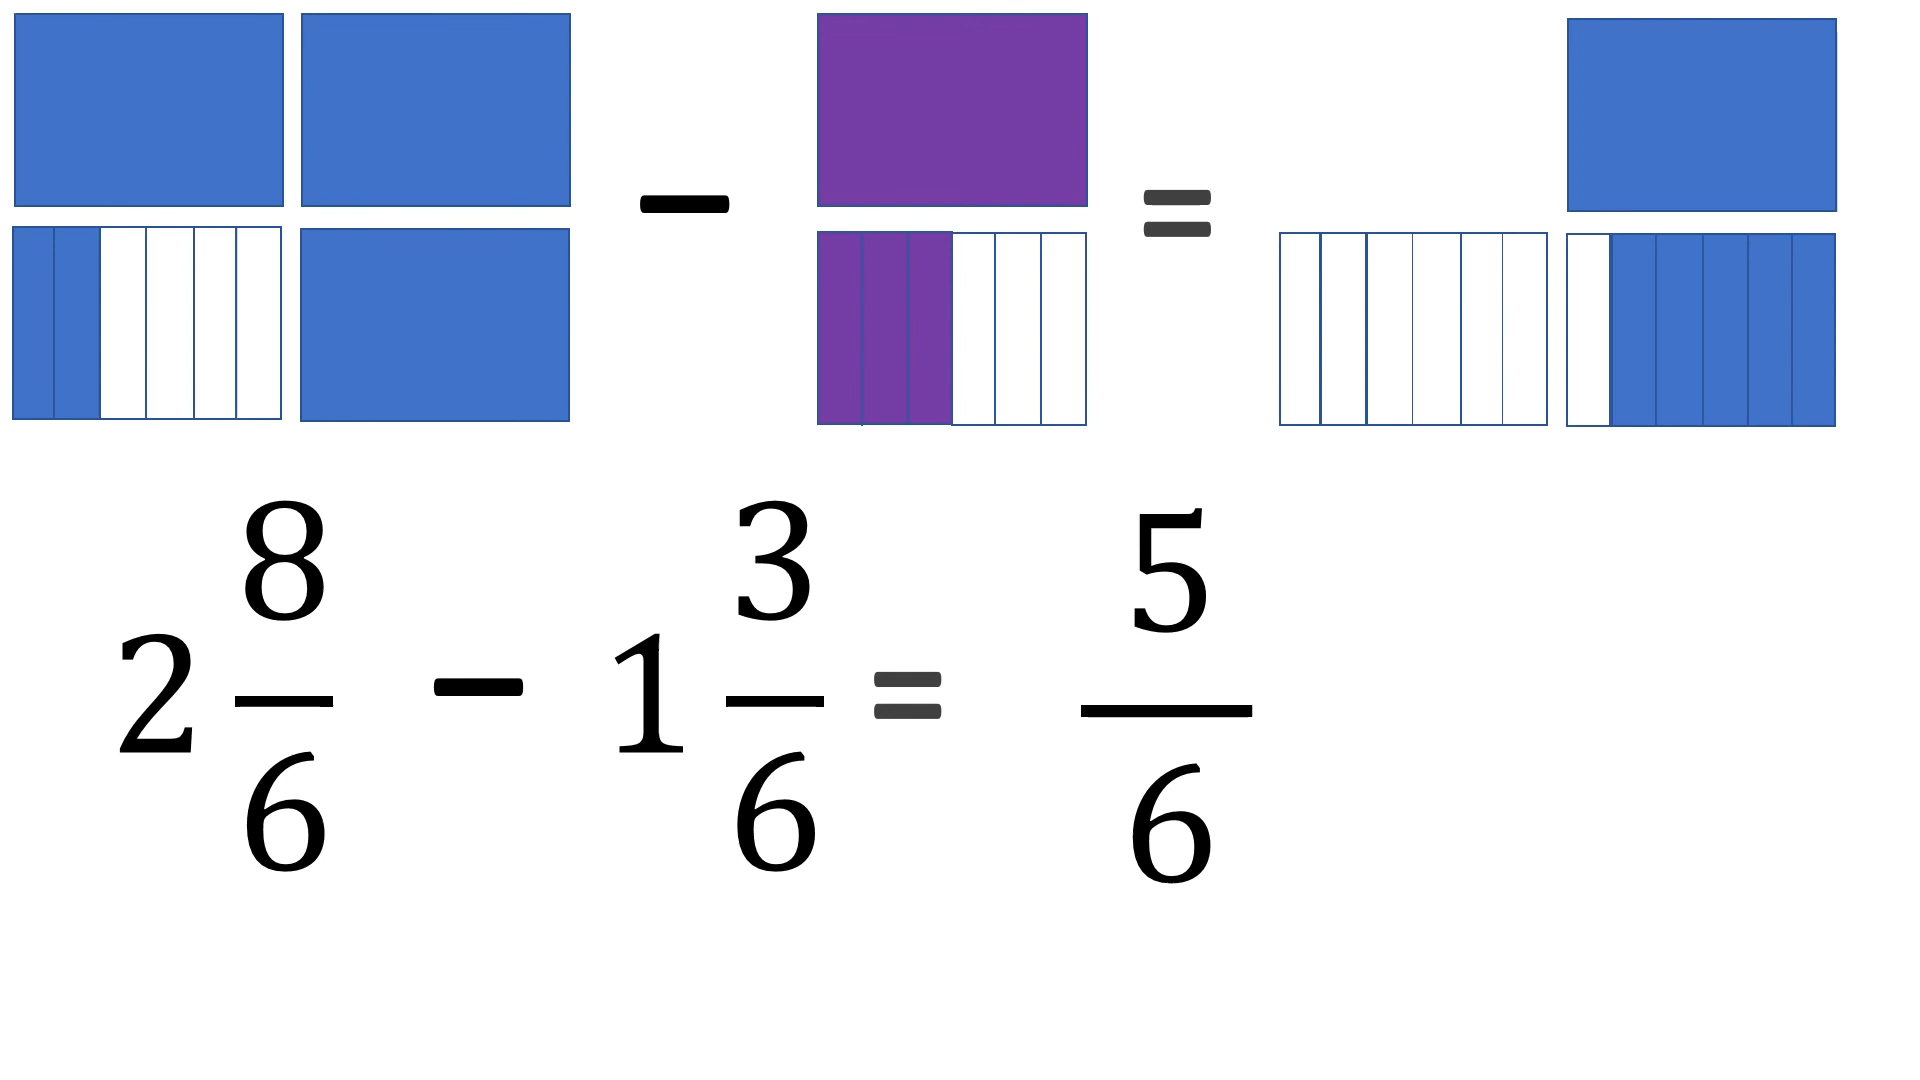 − =
2 8/6 − 1 3/6 = 5/6